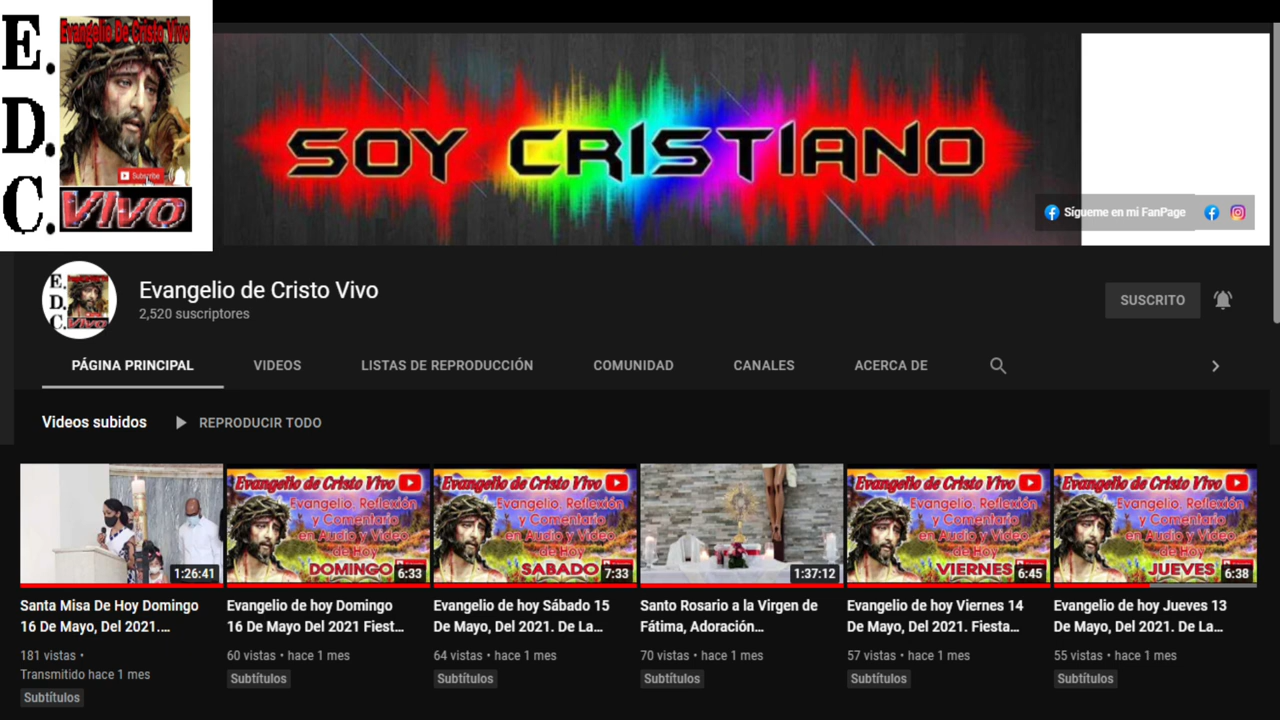 E.
D.
C.
Evangelio De Cristo Vivo
Subscribe
Vivo
SOY CRISTIANO
Sígueme en mi FanPage
E.
D.
C.
Vivo
Evangelio de Cristo Vivo
2,520 suscriptores
SUSCRITO
PÁGINA PRINCIPAL
VIDEOS
LISTAS DE REPRODUCCIÓN
COMUNIDAD
CANALES
ACERCA DE
Videos subidos
REPRODUCIR TODO
1:26:41
Santa Misa De Hoy Domingo
16 De Mayo, Del 2021....
181 vistas •
Transmitido hace 1 mes
Subtítulos
Evangelio de Cristo Vivo
Evangelio, Reflexión
y Comentario
en Audio y Video
de Hoy
DOMINGO
6:33
Evangelio de hoy Domingo
16 De Mayo Del 2021 Fiest...
60 vistas • hace 1 mes
Subtítulos
Evangelio de Cristo Vivo
Evangelio, Reflexión
y Comentario
en Audio y Video
de Hoy
SABADO
7:33
Evangelio de hoy Sábado 15
De Mayo, Del 2021. De La...
64 vistas • hace 1 mes
Subtítulos
1:37:12
Santo Rosario a la Virgen de
Fátima, Adoración...
70 vistas • hace 1 mes
Subtítulos
Evangelio de Cristo Vivo
Evangelio, Reflexión
y Comentario
en Audio y Video
de Hoy
VIERNES
6:45
Evangelio de hoy Viernes 14
De Mayo, Del 2021. Fiesta...
57 vistas • hace 1 mes
Subtítulos
Evangelio de Cristo Vivo
Evangelio, Reflexión
y Comentario
en Audio y Video
de Hoy
JUEVES
6:38
Evangelio de hoy Jueves 13
De Mayo, Del 2021. De La...
55 vistas • hace 1 mes
Subtítulos